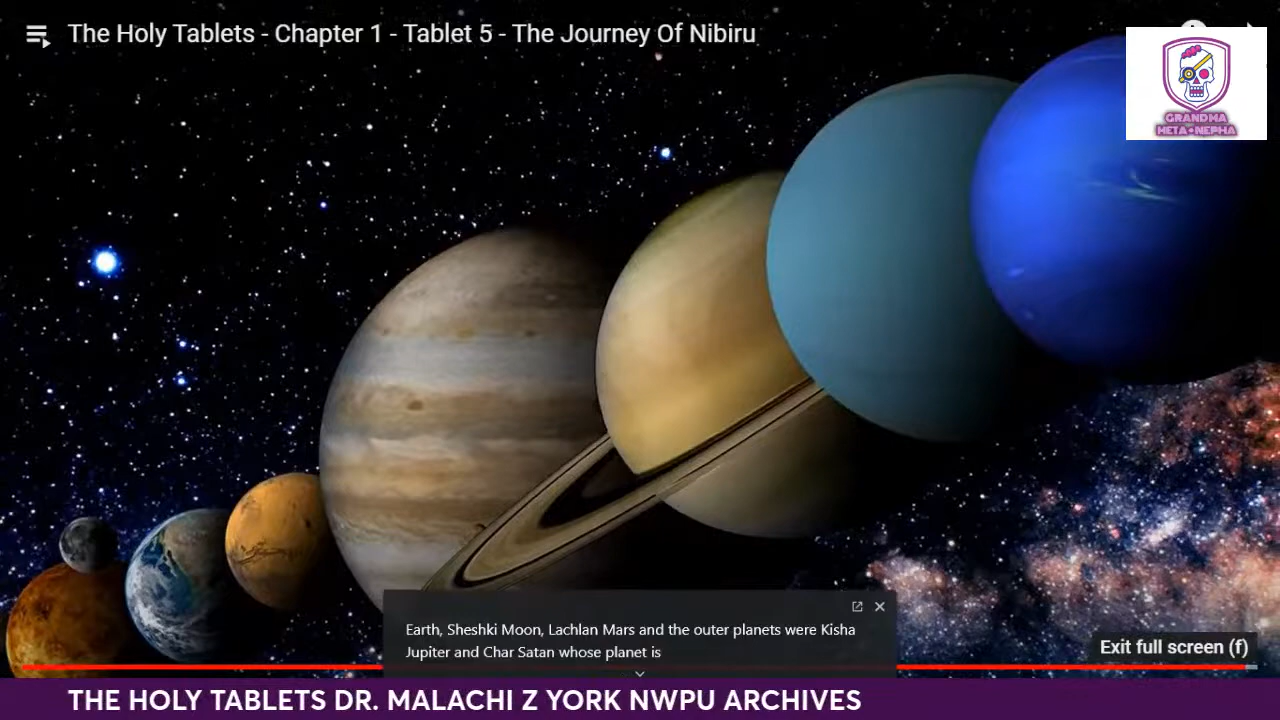 The Holy Tablets - Chapter 1 - Tablet 5 - The Journey Of Nibiru
GRANDMA
HETA•NEPHA
Earth, Sheshki Moon, Lachlan Mars and the outer planets were Kisha
Jupiter and Char Satan whose planet is
Exit full screen (f)
THE HOLY TABLETS DR. MALACHI Z YORK NWPU ARCHIVES